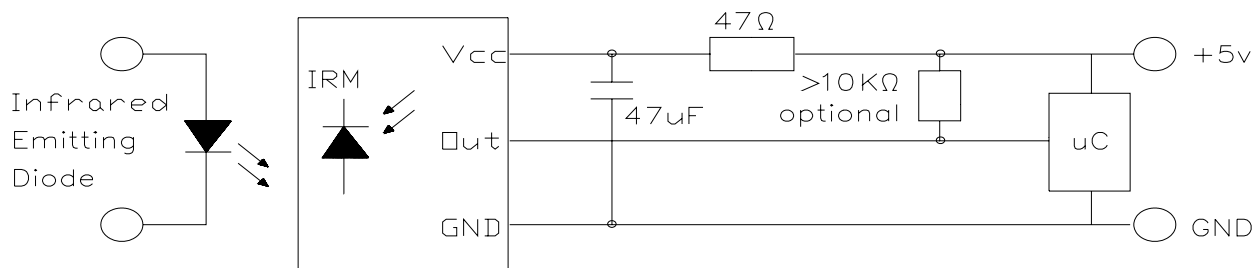 Infrared
Emitting
Diode
IRM
Vcc
Out
GND
47uF
47Ω
>10KΩ
optional
uC
+5v
GND